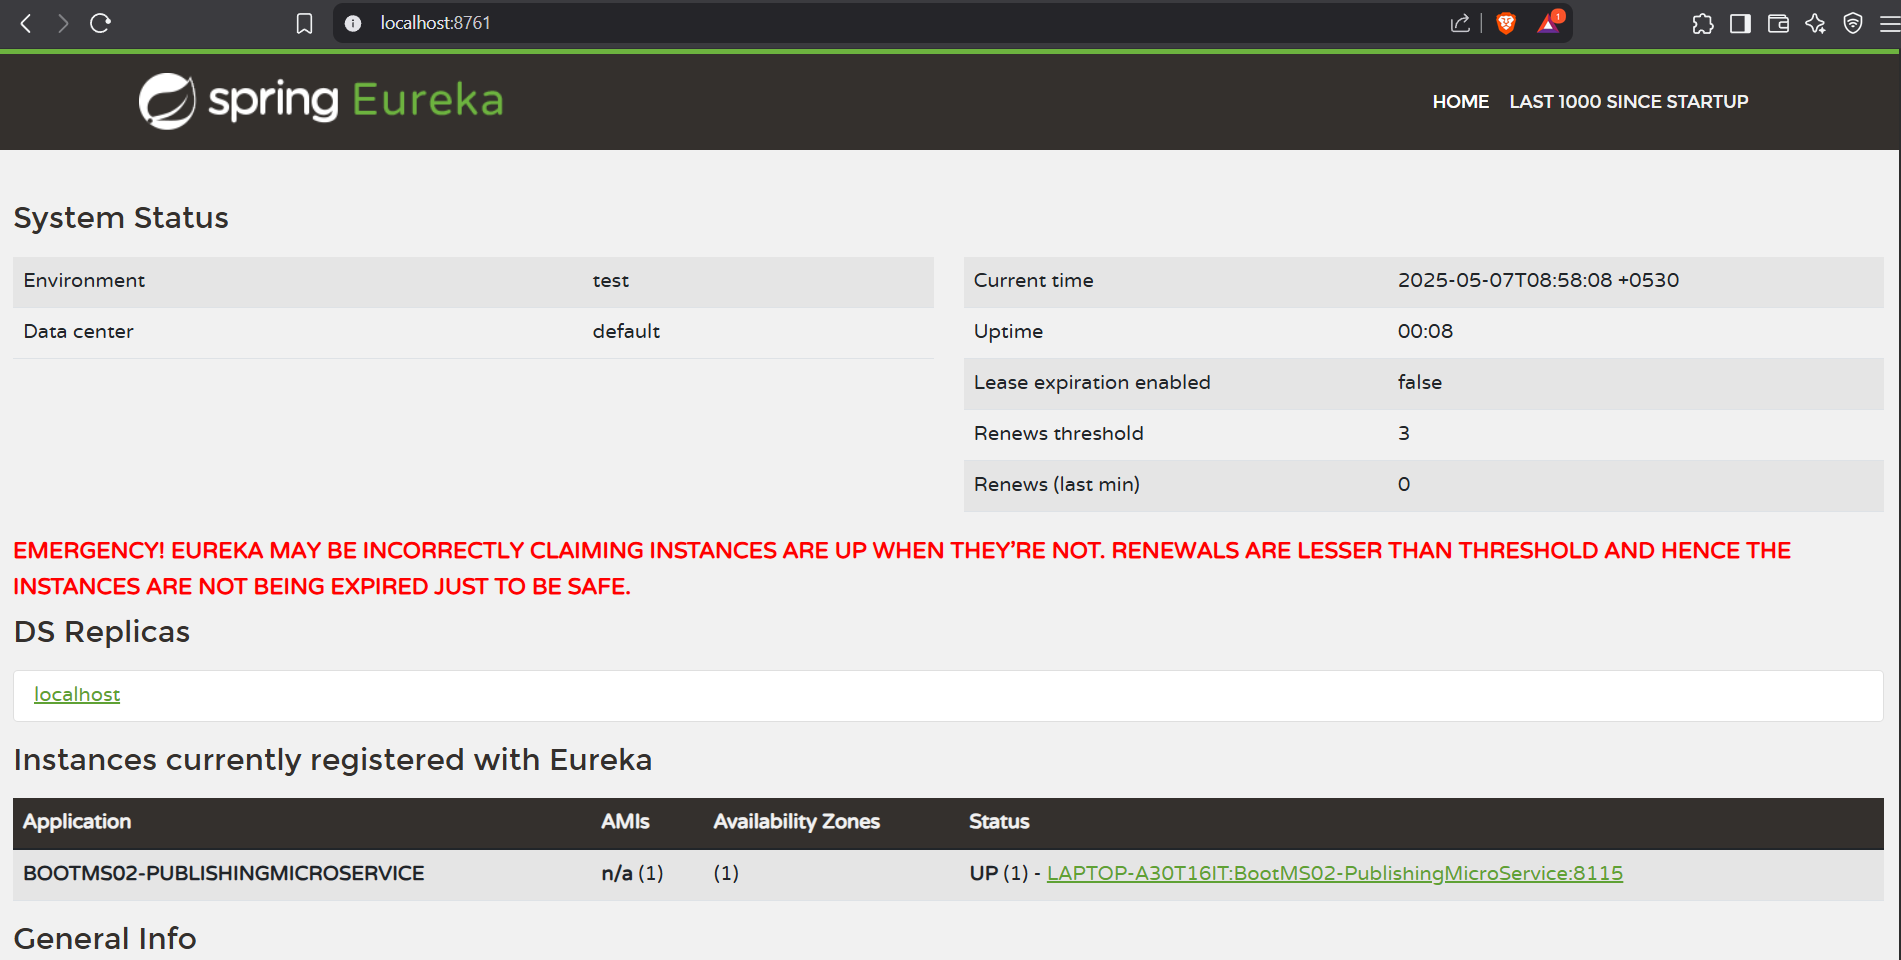 localhost:8761
1
spring Eureka
HOME LAST 1000 SINCE STARTUP
System Status
Environment test
Data center default
Current time 2025-05-07T08:58:08 +0530
Uptime 00:08
Lease expiration enabled false
Renews threshold 3
Renews (last min) 0
EMERGENCY! EUREKA MAY BE INCORRECTLY CLAIMING INSTANCES ARE UP WHEN THEY’RE NOT. RENEWALS ARE LESSER THAN THRESHOLD AND HENCE THE
INSTANCES ARE NOT BEING EXPIRED JUST TO BE SAFE.
DS Replicas
localhost
Instances currently registered with Eureka
Application AMIs Availability Zones Status
BOOTMS02-PUBLISHINGMICROSERVICE n/a (1) (1) UP (1) - LAPTOP-A30T16IT:BootMS02-PublishingMicroService:8115
General Info